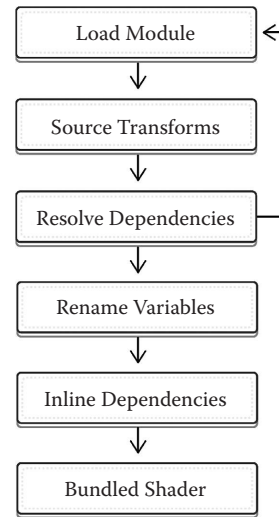 Load Module
Source Transforms
Resolve Dependencies
Rename Variables
Inline Dependencies
Bundled Shader